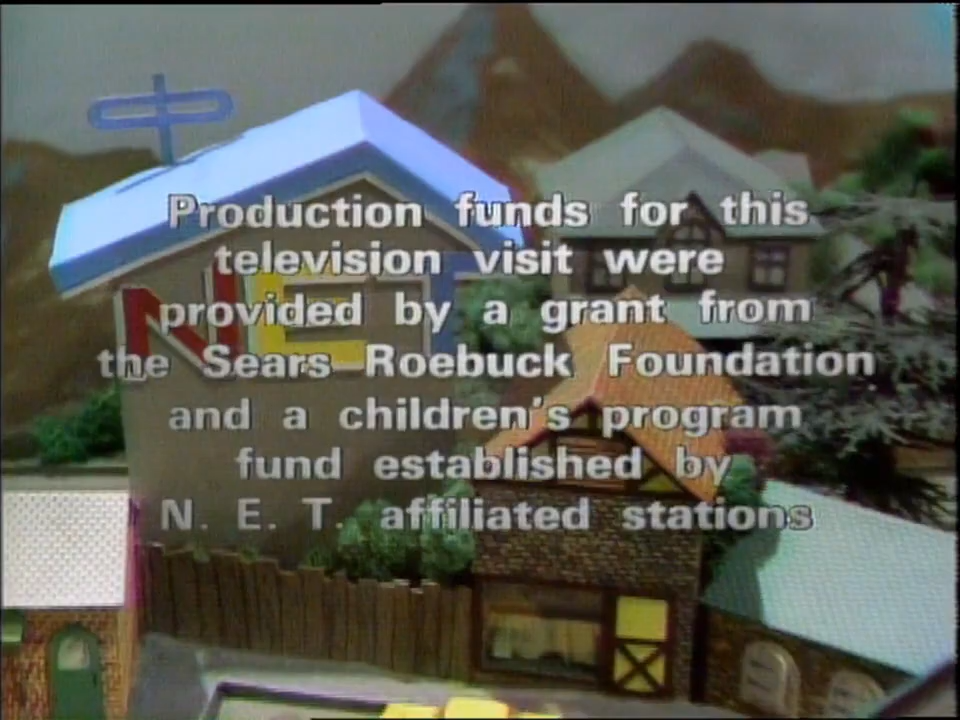 Production funds for this
television visit were
NET
provided by a grant from
the Sears Roebuck Foundation
and a children's program
fund established by
N. E. T. affiliated stations